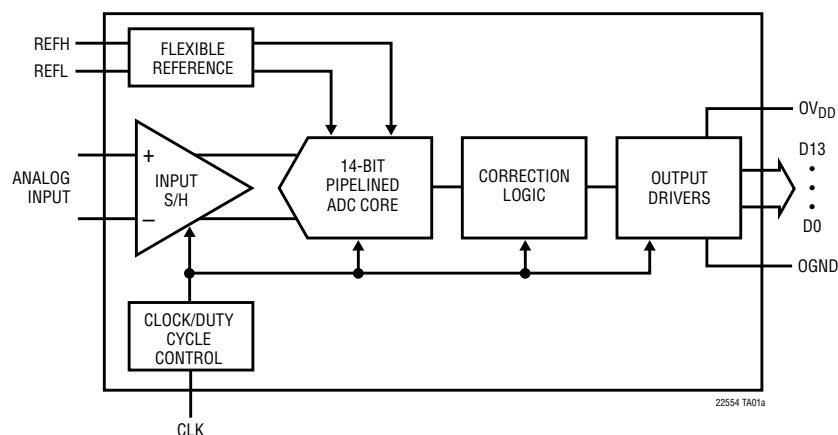 REFH
REFL
FLEXIBLE
REFERENCE
ANALOG
INPUT
+
–
INPUT
S/H
14-BIT
PIPELINED
ADC CORE
CORRECTION
LOGIC
OUTPUT
DRIVERS
OVDD
D13
•
•
•
D0
OGND
CLOCK/DUTY
CYCLE
CONTROL
CLK
22554 TA01a